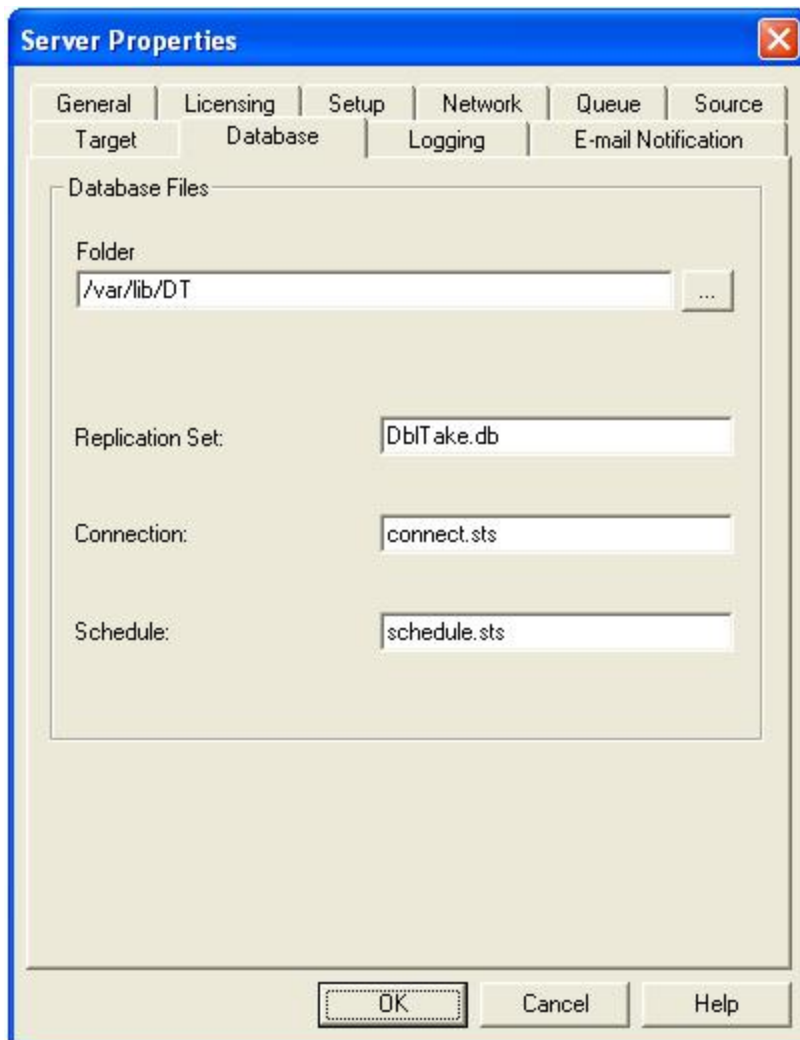 Server Properties
General Licensing Setup Network Queue Source
Target Database Logging E-mail Notification
Database Files
Folder
/var/lib/DT ...
Replication Set: DblTake.db
Connection: connect.sts
Schedule: schedule.sts
OK Cancel Help